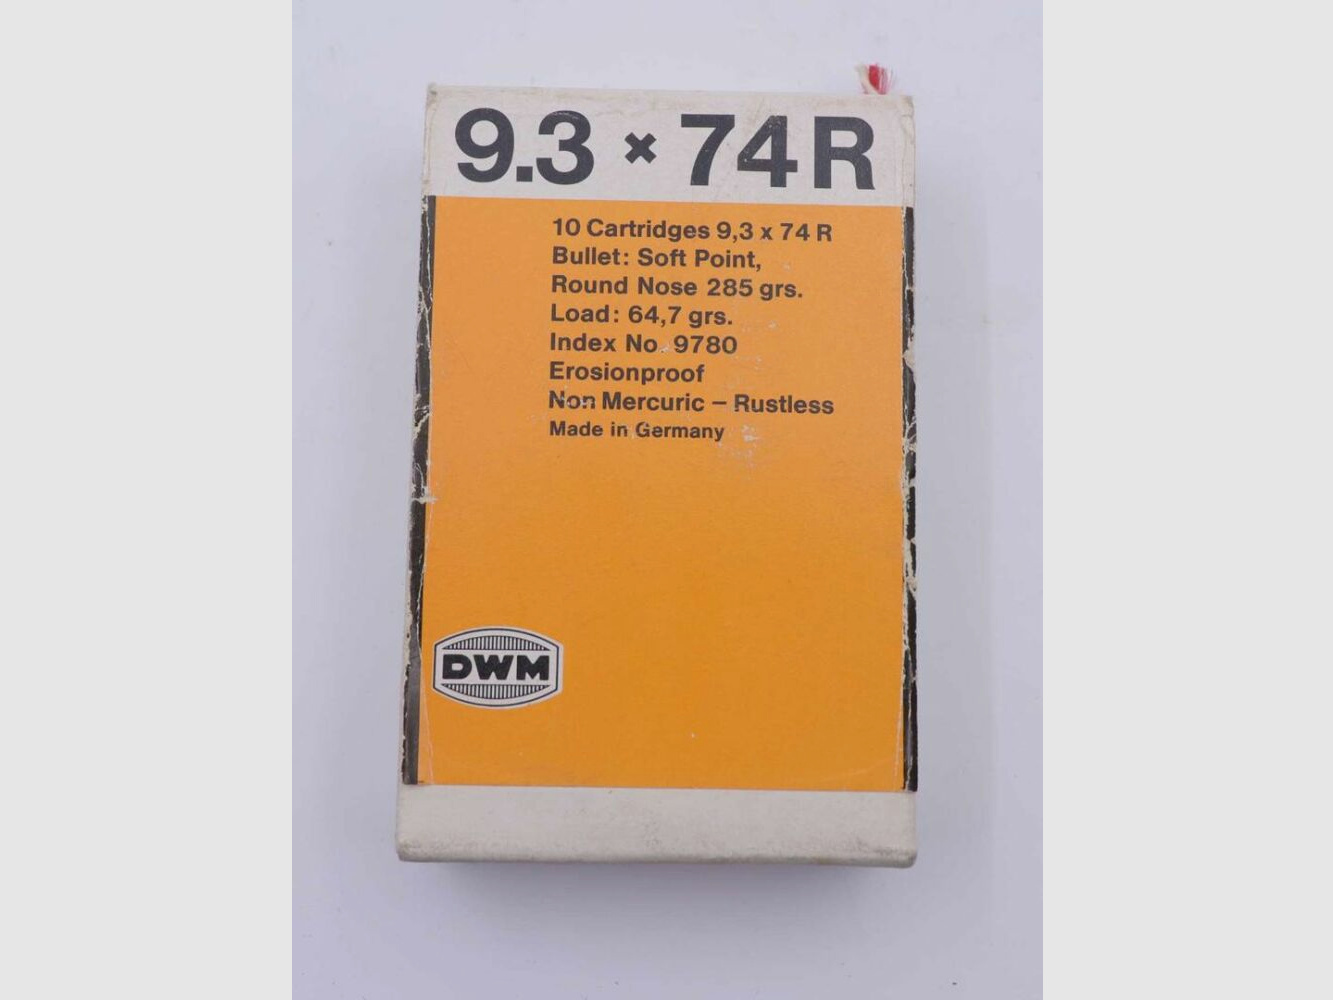 9.3 × 74 R
10 Cartridges 9,3 x 74 R
Bullet: Soft Point,
Round Nose 285 grs.
Load: 64,7 grs.
Index No. 9780
Erosionproof
Non Mercuric – Rustless
Made in Germany
DWM